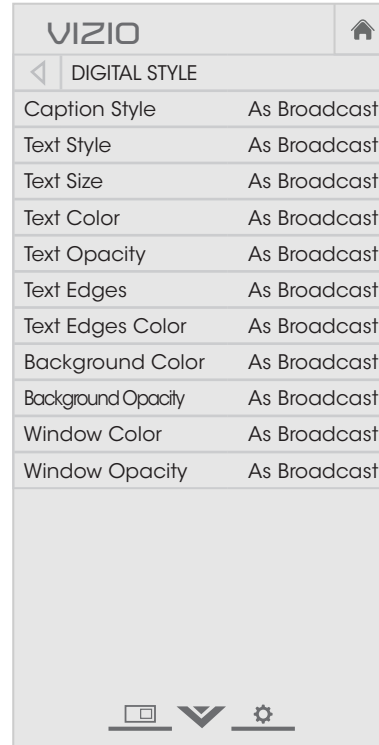 VIZIO
DIGITAL STYLE
Caption Style As Broadcast
Text Style As Broadcast
Text Size As Broadcast
Text Color As Broadcast
Text Opacity As Broadcast
Text Edges As Broadcast
Text Edges Color As Broadcast
Background Color As Broadcast
Background Opacity As Broadcast
Window Color As Broadcast
Window Opacity As Broadcast